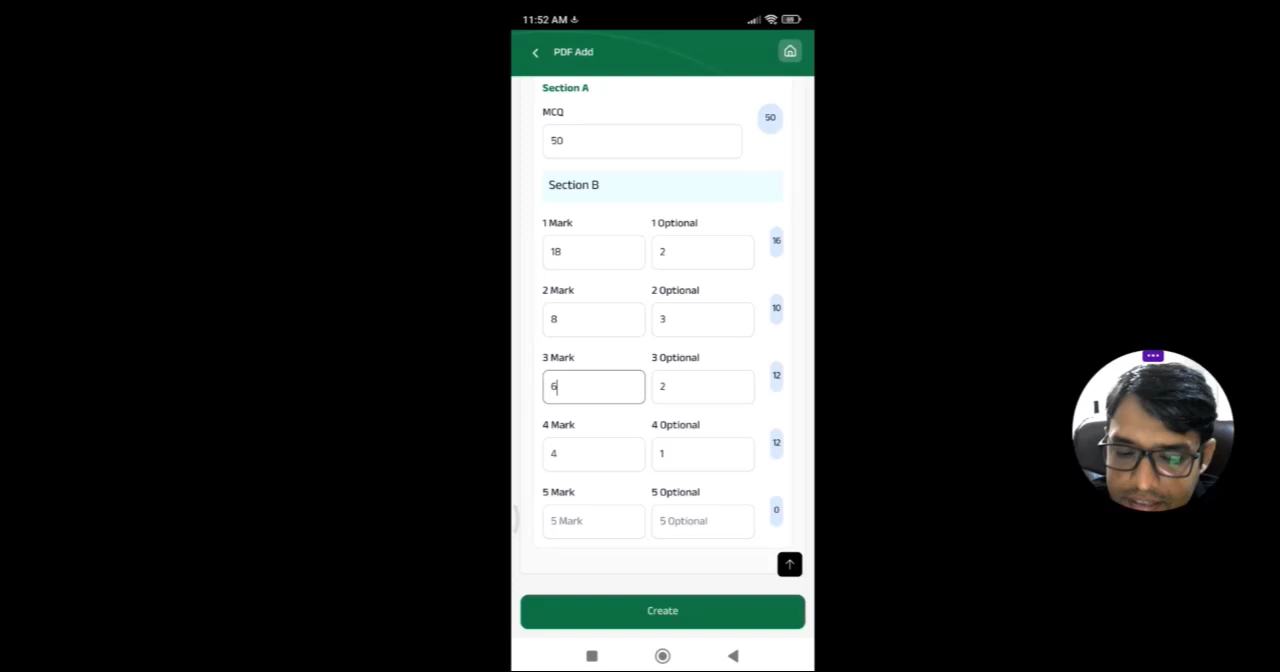 11:52 AM
69
PDF Add
Section A
MCQ
50
50
Section B
1 Mark
1 Optional
18
2
16
2 Mark
2 Optional
8
3
10
3 Mark
3 Optional
6
2
12
4 Mark
4 Optional
4
1
12
5 Mark
5 Optional
5 Mark
5 Optional
0
Create